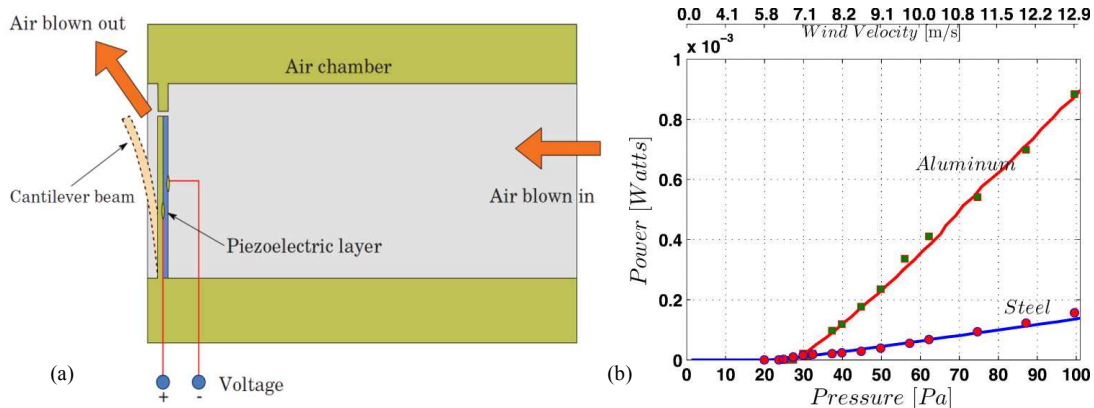 Air blown out
Air chamber
Cantilever beam
Air blown in
Piezoelectric layer
(a)
Voltage
+ -
0.0 4.1 5.8 7.1 8.2 9.1 10.0 10.8 11.5 12.2 12.9
Wind Velocity [m/s]
x 10⁻³
1
0.8
0.6
0.4
0.2
0
Power [Watts]
Aluminum
Steel
0 10 20 30 40 50 60 70 80 90 100
(b)
Pressure [Pa]